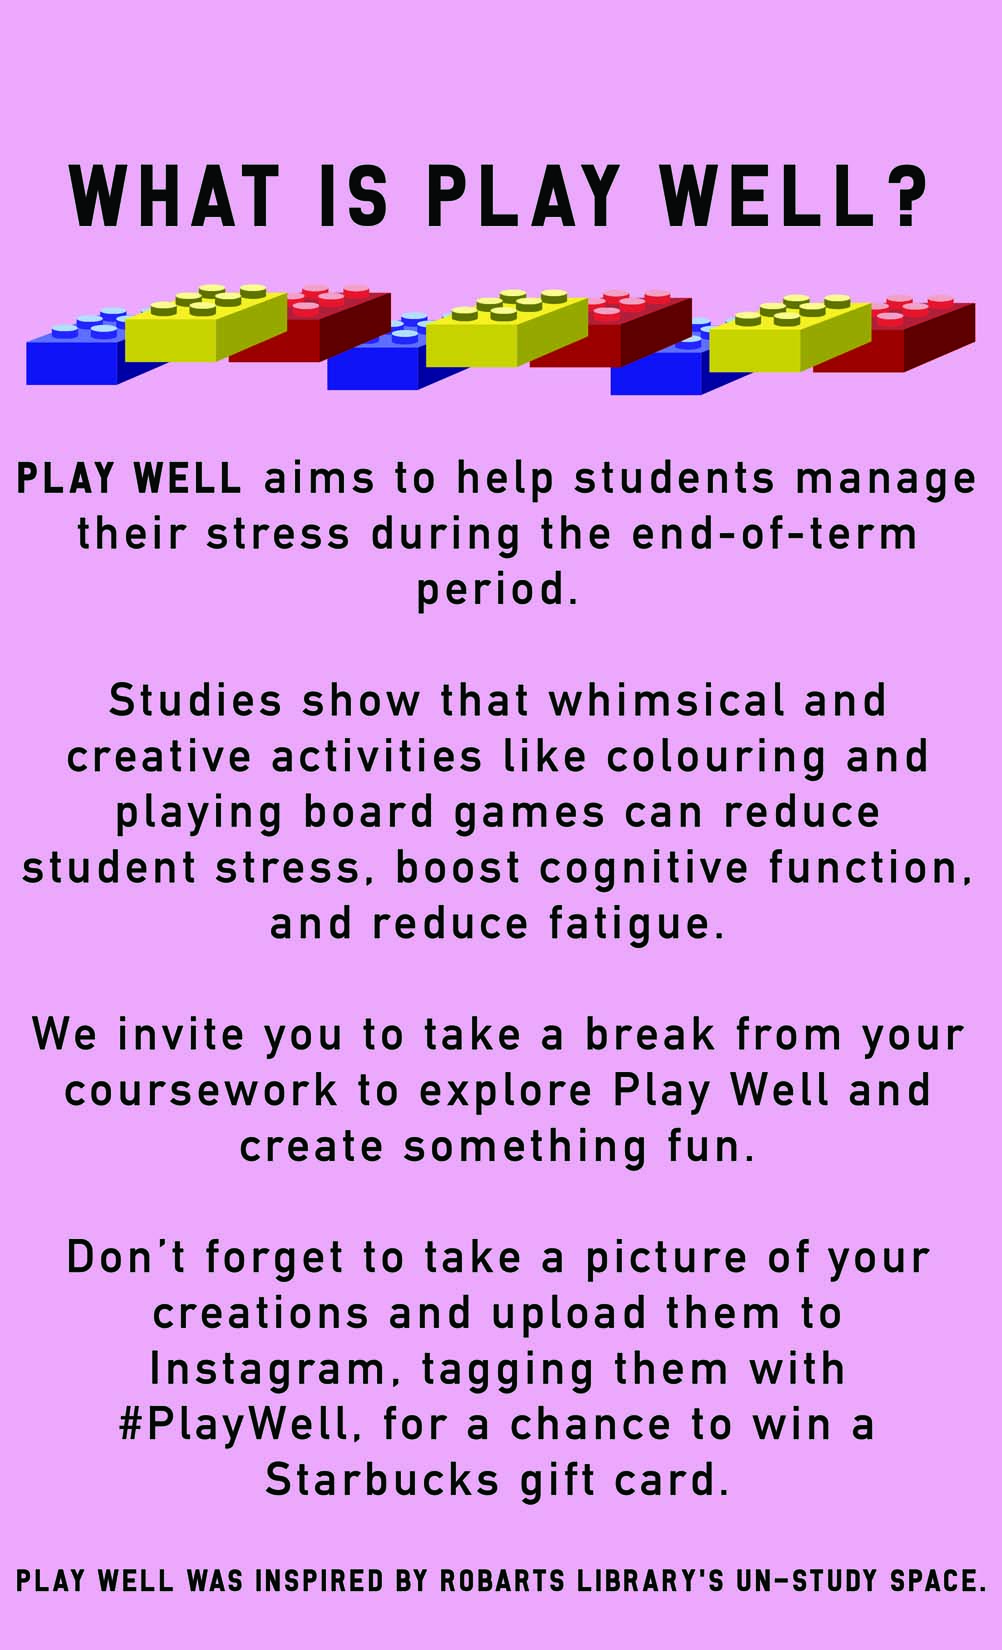 WHAT IS PLAY WELL?
PLAY WELL aims to help students manage
their stress during the end-of-term
period.
Studies show that whimsical and
creative activities like colouring and
playing board games can reduce
student stress, boost cognitive function,
and reduce fatigue.
We invite you to take a break from your
coursework to explore Play Well and
create something fun.
Don't forget to take a picture of your
creations and upload them to
Instagram, tagging them with
#PlayWell, for a chance to win a
Starbucks gift card.
PLAY WELL WAS INSPIRED BY ROBARTS LIBRARY'S UN-STUDY SPACE.